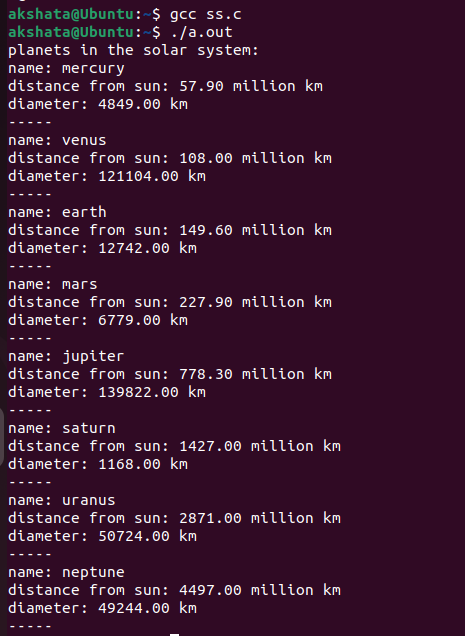 akshata@Ubuntu:~$ gcc ss.c
akshata@Ubuntu:~$ ./a.out
planets in the solar system:
name: mercury
distance from sun: 57.90 million km
diameter: 4849.00 km
-----
name: venus
distance from sun: 108.00 million km
diameter: 121104.00 km
-----
name: earth
distance from sun: 149.60 million km
diameter: 12742.00 km
-----
name: mars
distance from sun: 227.90 million km
diameter: 6779.00 km
-----
name: jupiter
distance from sun: 778.30 million km
diameter: 139822.00 km
-----
name: saturn
distance from sun: 1427.00 million km
diameter: 1168.00 km
-----
name: uranus
distance from sun: 2871.00 million km
diameter: 50724.00 km
-----
name: neptune
distance from sun: 4497.00 million km
diameter: 49244.00 km
-----